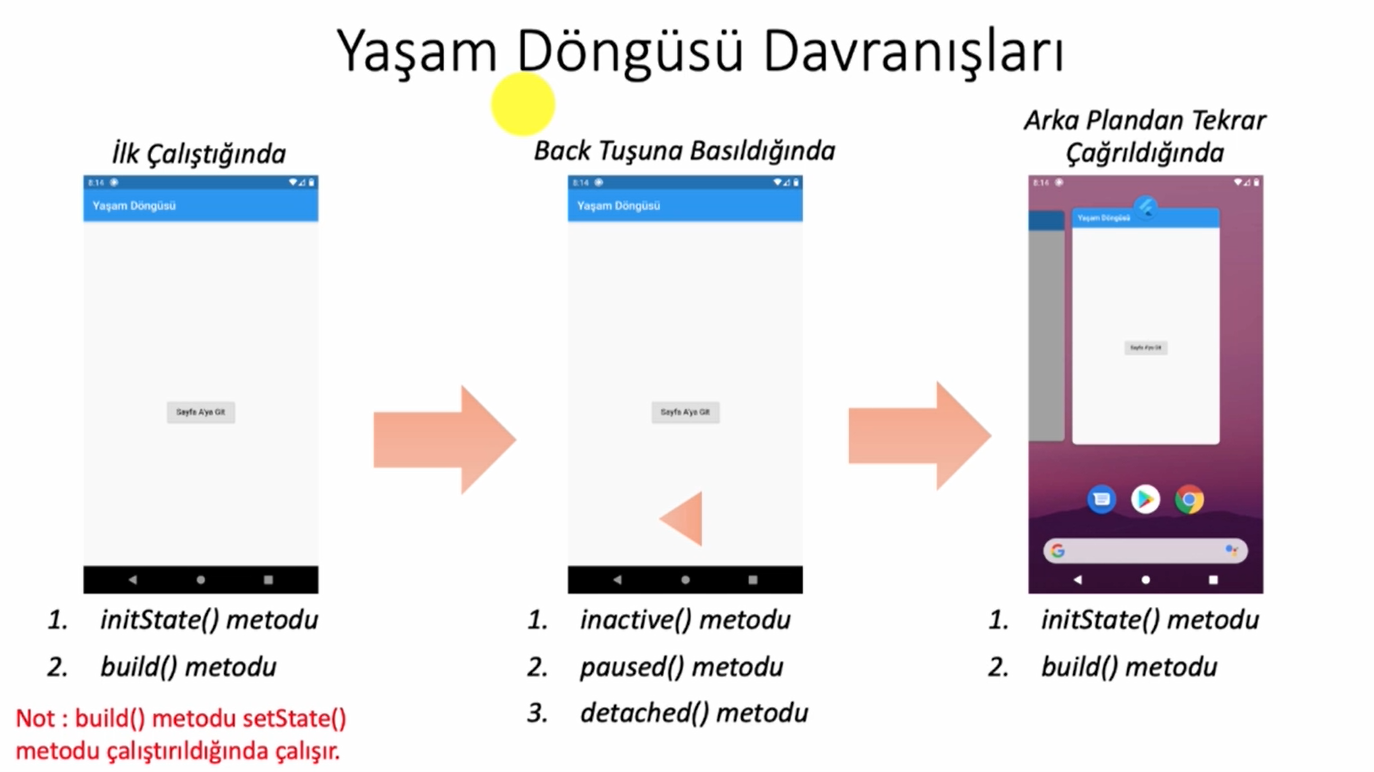 Yaşam Döngüsü Davranışları
İlk Çalıştığında
8:14
Yaşam Döngüsü
Sayfa A'ya Git
1. initState() metodu
2. build() metodu
Not : build() metodu setState()
metodu çalıştırıldığında çalışır.
Back Tuşuna Basıldığında
8:14
Yaşam Döngüsü
Sayfa A'ya Git
1. inactive() metodu
2. paused() metodu
3. detached() metodu
Arka Plandan Tekrar
Çağrıldığında
8:14
Yaşam Döngüsü
Sayfa A'ya Git
1. initState() metodu
2. build() metodu